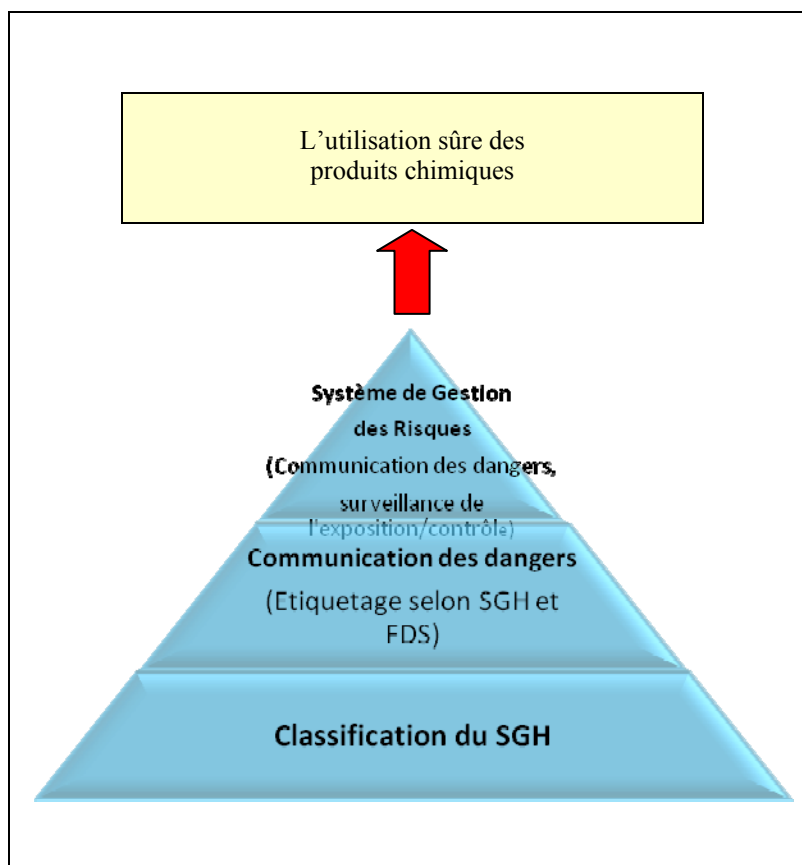 L’utilisation sûre des
produits chimiques
Système de Gestion
des Risques
(Communication des dangers,
surveillance de
l'exposition/contrôle)
Communication des dangers
(Etiquetage selon SGH et
FDS)
Classification du SGH